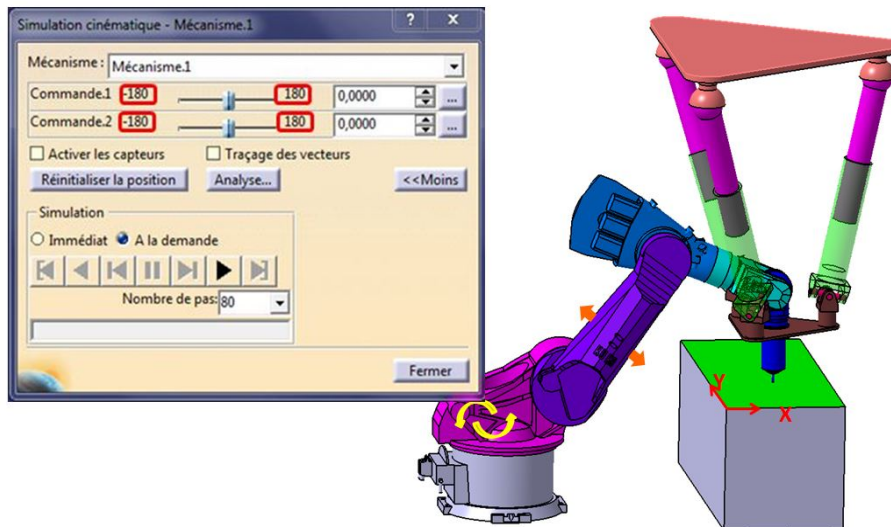 Simulation cinématique - Mécanisme.1
? X
Mécanisme : Mécanisme.1
Commande.1 -180 180 0,0000 ...
Commande.2 -180 180 0,0000 ...
Activer les capteurs Traçage des vecteurs
Réinitialiser la position Analyse... <<Moins
Simulation
Immédiat A la demande
Nombre de pas: 80
Fermer
Y
X